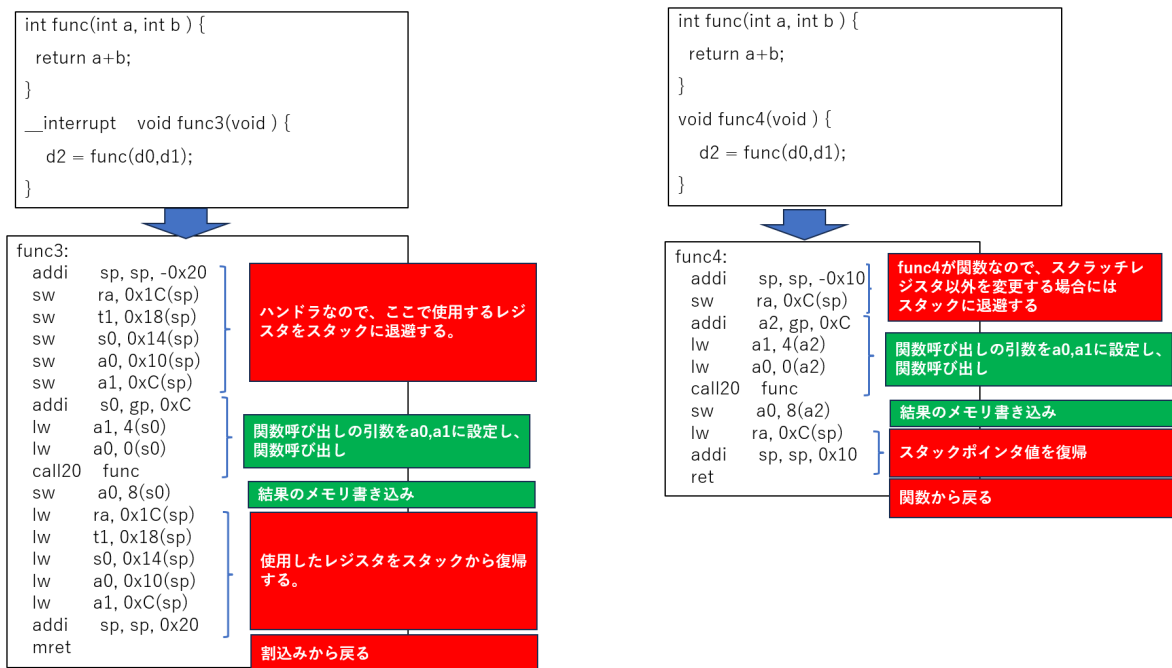 int func(int a, int b ) {
return a+b;
}
__interrupt void func3(void ) {
d2 = func(d0,d1);
}
func3:
addi sp, sp, -0x20
sw ra, 0x1C(sp)
sw t1, 0x18(sp)
sw s0, 0x14(sp)
sw a0, 0x10(sp)
sw a1, 0xC(sp)
addi s0, gp, 0xC
lw a1, 4(s0)
lw a0, 0(s0)
call20 func
sw a0, 8(s0)
lw ra, 0x1C(sp)
lw t1, 0x18(sp)
lw s0, 0x14(sp)
lw a0, 0x10(sp)
lw a1, 0xC(sp)
addi sp, sp, 0x20
mret
ハンドラなので、ここで使用するレジ
スタをスタックに退避する。
関数呼び出しの引数をa0,a1に設定し、
関数呼び出し
結果のメモリ書き込み
使用したレジスタをスタックから復帰
する。
割込みから戻る
int func(int a, int b ) {
return a+b;
}
void func4(void ) {
d2 = func(d0,d1);
}
func4:
addi sp, sp, -0x10
sw ra, 0xC(sp)
addi a2, gp, 0xC
lw a1, 4(a2)
lw a0, 0(a2)
call20 func
sw a0, 8(a2)
lw ra, 0xC(sp)
addi sp, sp, 0x10
ret
func4が関数なので、スクラッチレ
ジスタ以外を変更する場合には
スタックに退避する
関数呼び出しの引数をa0,a1に設定し、
関数呼び出し
結果のメモリ書き込み
スタックポインタ値を復帰
関数から戻る